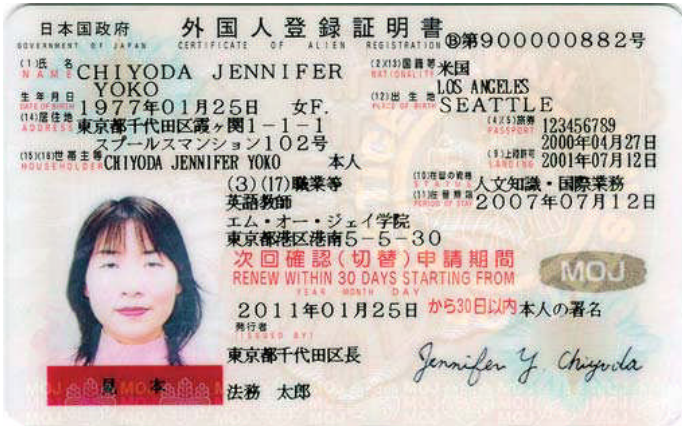 日本国政府 外国人登録証明書 Ⓑ第900000882号
GOVERNMENT OF JAPAN CERTIFICATE OF ALIEN REGISTRATION
(1)氏名 CHIYODA JENNIFER (2)(13)国籍等 米国
NAME NATIONALITY
YOKO LOS ANGELES
生年月日 1977年01月25日 女F. (12)出生地 SEATTLE
DATE OF BIRTH PLACE OF BIRTH
(14)居住地 東京都千代田区霞ヶ関1-1-1 (4)(5)旅券 123456789
ADDRESS PASSPORT
スプールスマンション102号 2000年04月27日
(15)(16)世帯主等 CHIYODA JENNIFER YOKO 本人 (9)上陸許可 2001年07月12日
HOUSEHOLDER LANDING
(3)(17)職業等 (10)在留の資格 人文知識・国際業務
STATUS
英語教師 (11)在留期間 2007年07月12日
PERIOD OF STAY
エム・オー・ジェイ学院
東京都港区港南5-5-30
次回確認(切替)申請期間
RENEW WITHIN 30 DAYS STARTING FROM MOJ
YEAR MONTH DAY
2011年01月25日 から30日以内 本人の署名
発行者
ISSUED BY
東京都千代田区長 Jennifer Y. Chiyoda
見本 法務 太郎
MOJ MOJ MOJ MOJ